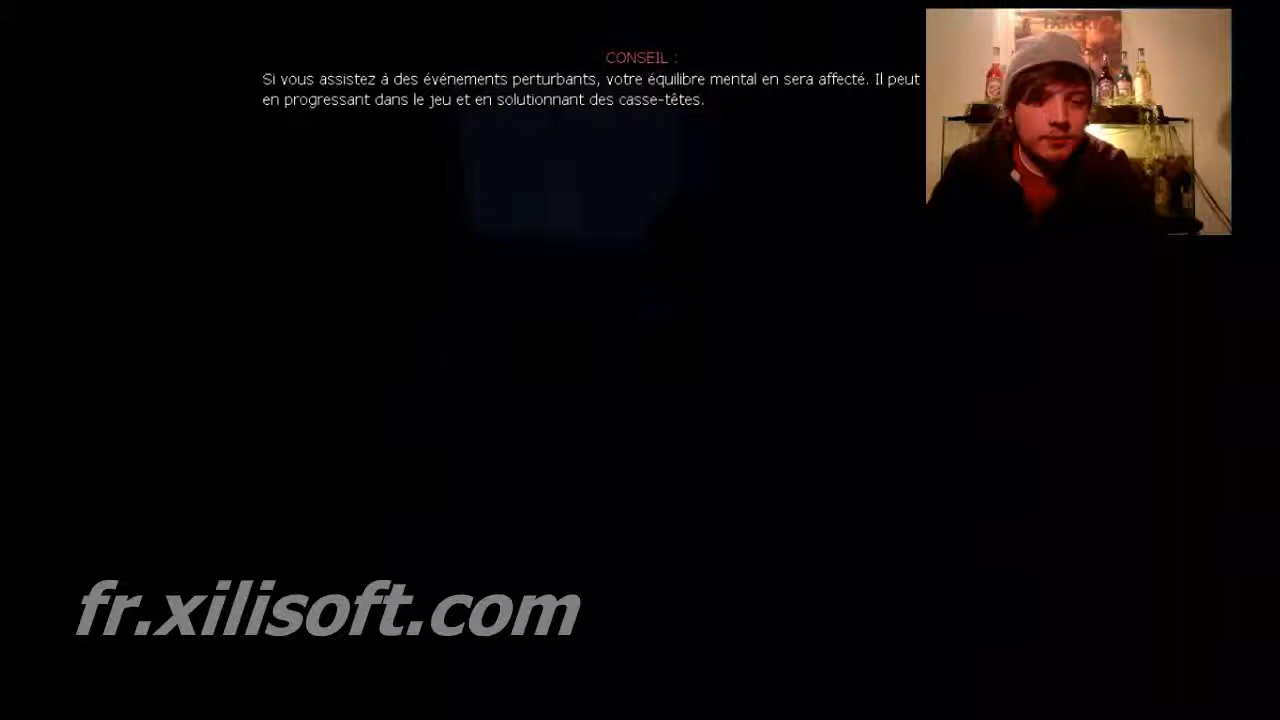 CONSEIL :
Si vous assistez à des événements perturbants, votre équilibre mental en sera affecté. Il peut
en progressant dans le jeu et en solutionnant des casse-têtes.
fr.xilisoft.com